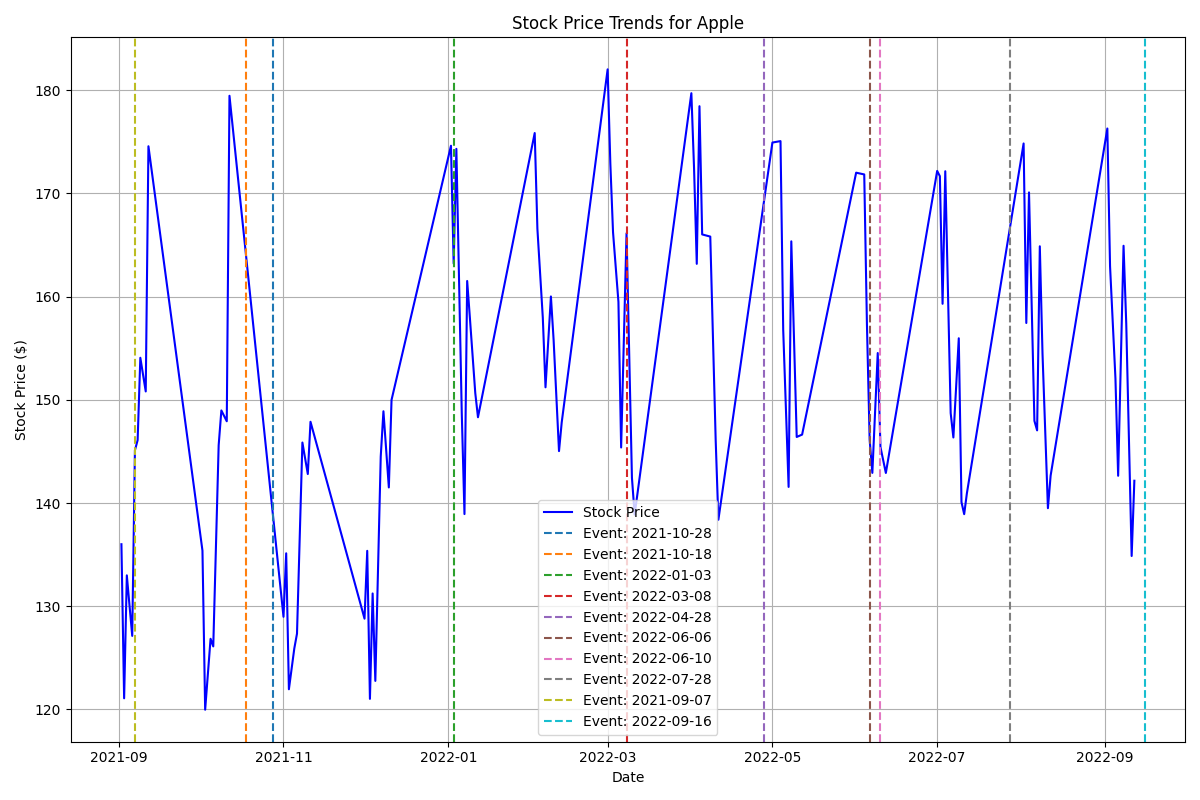 Stock Price Trends for Apple
Stock Price ($)
180
170
160
150
140
130
120
Stock Price
Event: 2021-10-28
Event: 2021-10-18
Event: 2022-01-03
Event: 2022-03-08
Event: 2022-04-28
Event: 2022-06-06
Event: 2022-06-10
Event: 2022-07-28
Event: 2021-09-07
Event: 2022-09-16
2021-09
2021-11
2022-01
2022-03
2022-05
2022-07
2022-09
Date